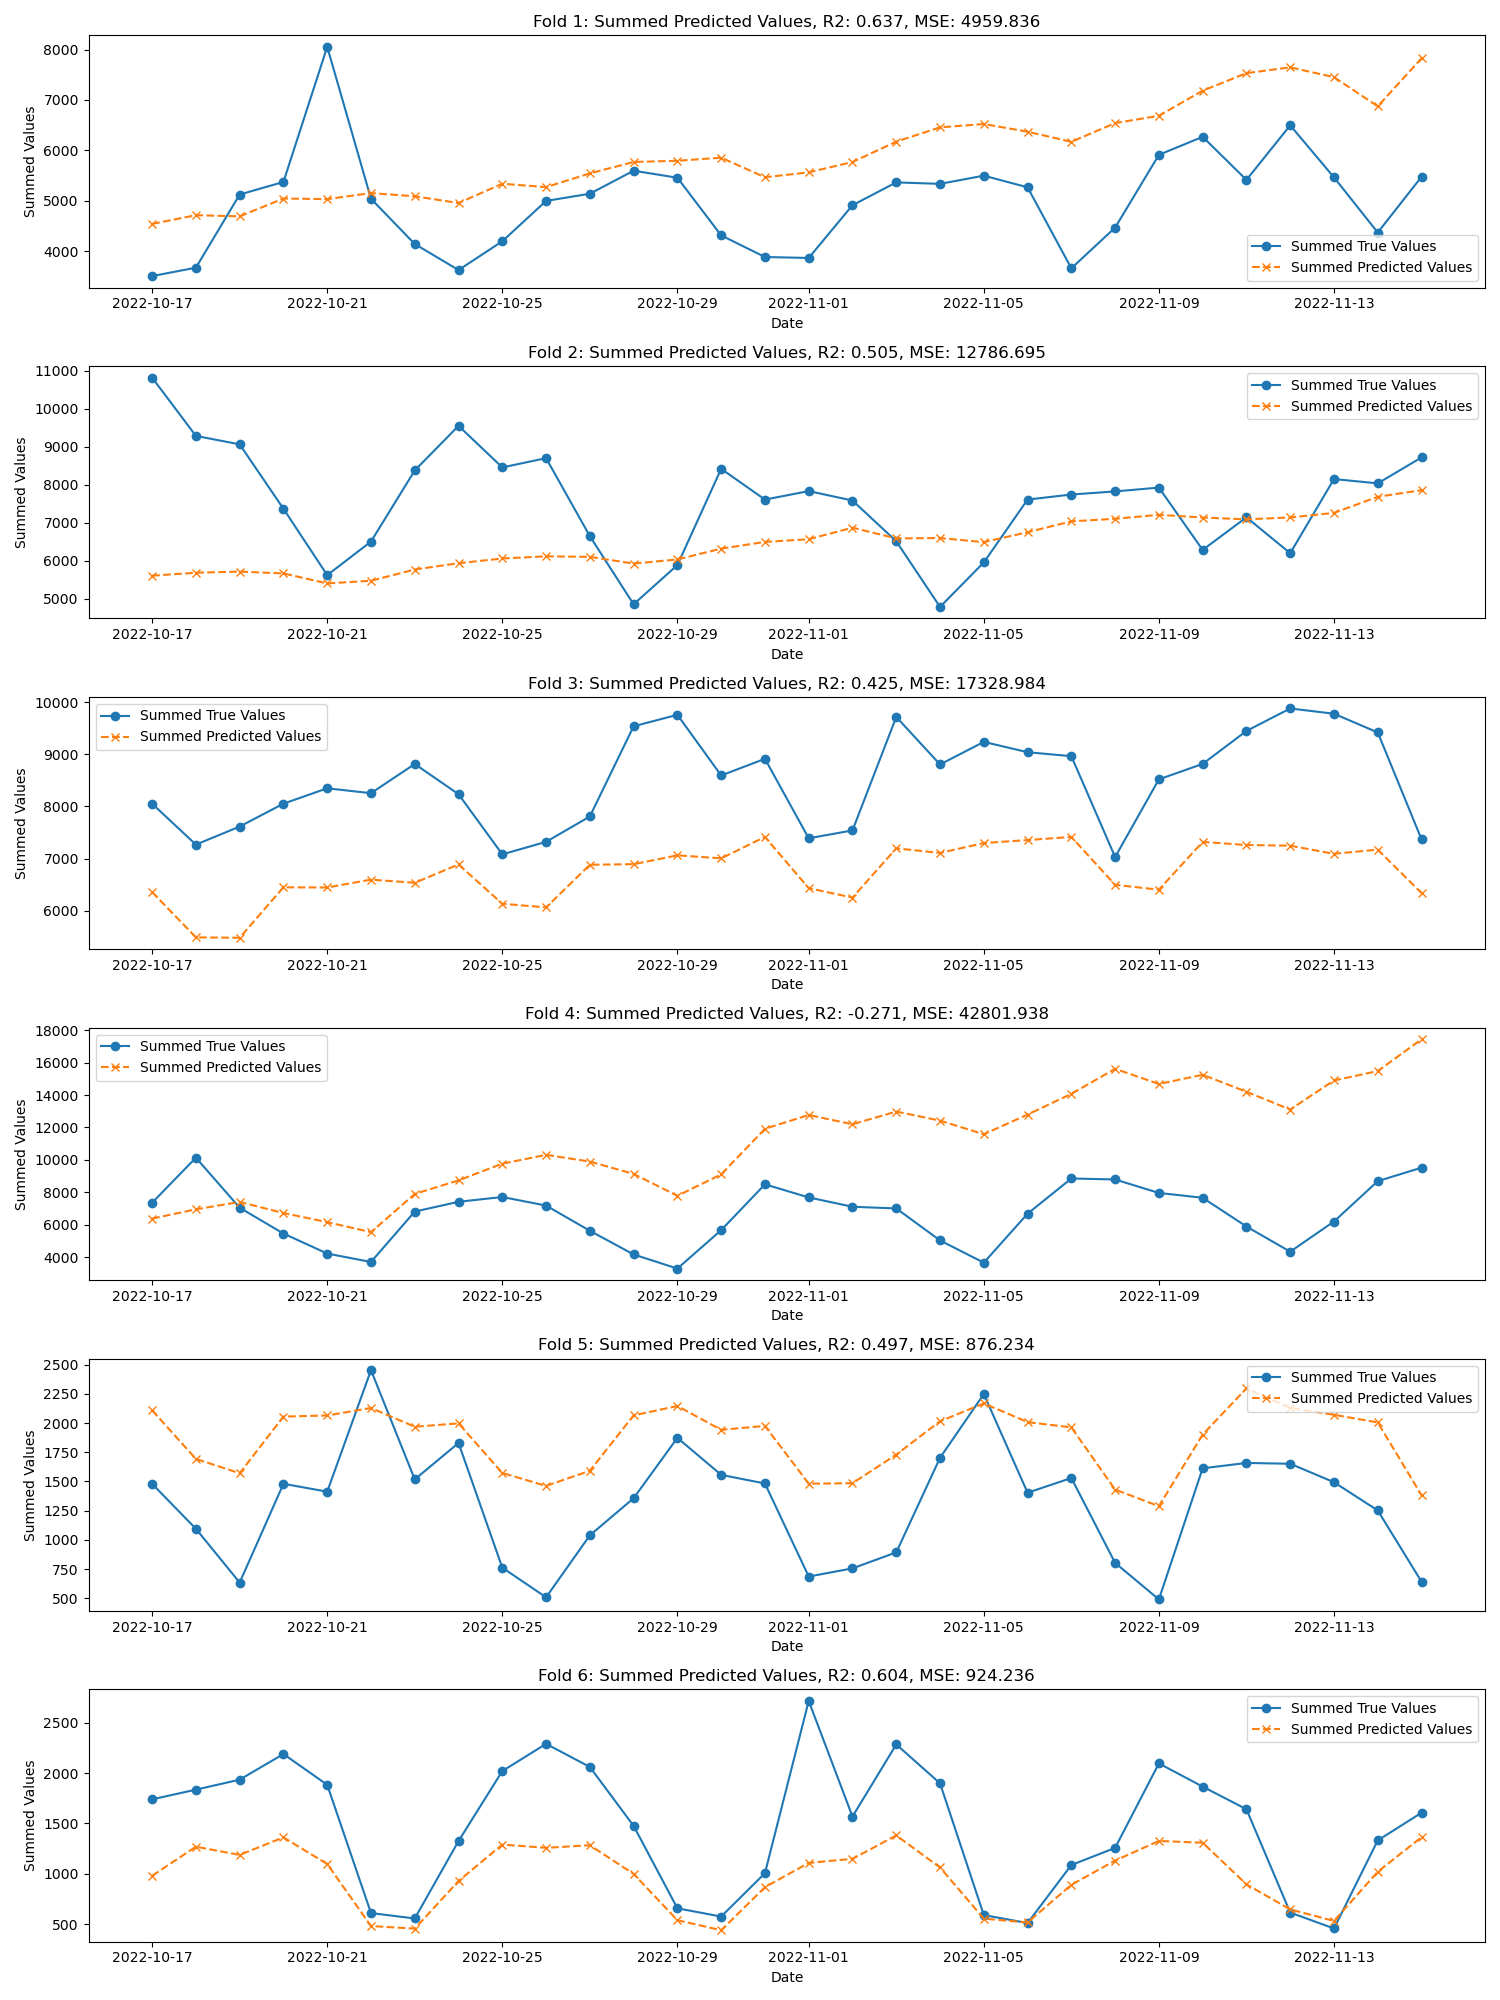 Fold 1: Summed Predicted Values, R2: 0.637, MSE: 4959.836
8000
7000
6000
5000
4000
Summed Values
Summed True Values
Summed Predicted Values
2022-10-17 2022-10-21 2022-10-25 2022-10-29 2022-11-01 2022-11-05 2022-11-09 2022-11-13
Date
Fold 2: Summed Predicted Values, R2: 0.505, MSE: 12786.695
11000
10000
9000
8000
7000
6000
5000
Summed Values
Summed True Values
Summed Predicted Values
2022-10-17 2022-10-21 2022-10-25 2022-10-29 2022-11-01 2022-11-05 2022-11-09 2022-11-13
Date
Fold 3: Summed Predicted Values, R2: 0.425, MSE: 17328.984
10000
9000
8000
7000
6000
Summed Values
Summed True Values
Summed Predicted Values
2022-10-17 2022-10-21 2022-10-25 2022-10-29 2022-11-01 2022-11-05 2022-11-09 2022-11-13
Date
Fold 4: Summed Predicted Values, R2: -0.271, MSE: 42801.938
18000
16000
14000
12000
10000
8000
6000
4000
Summed Values
Summed True Values
Summed Predicted Values
2022-10-17 2022-10-21 2022-10-25 2022-10-29 2022-11-01 2022-11-05 2022-11-09 2022-11-13
Date
Fold 5: Summed Predicted Values, R2: 0.497, MSE: 876.234
2500
2250
2000
1750
1500
1250
1000
750
500
Summed Values
Summed True Values
Summed Predicted Values
2022-10-17 2022-10-21 2022-10-25 2022-10-29 2022-11-01 2022-11-05 2022-11-09 2022-11-13
Date
Fold 6: Summed Predicted Values, R2: 0.604, MSE: 924.236
2500
2000
1500
1000
500
Summed Values
Summed True Values
Summed Predicted Values
2022-10-17 2022-10-21 2022-10-25 2022-10-29 2022-11-01 2022-11-05 2022-11-09 2022-11-13
Date